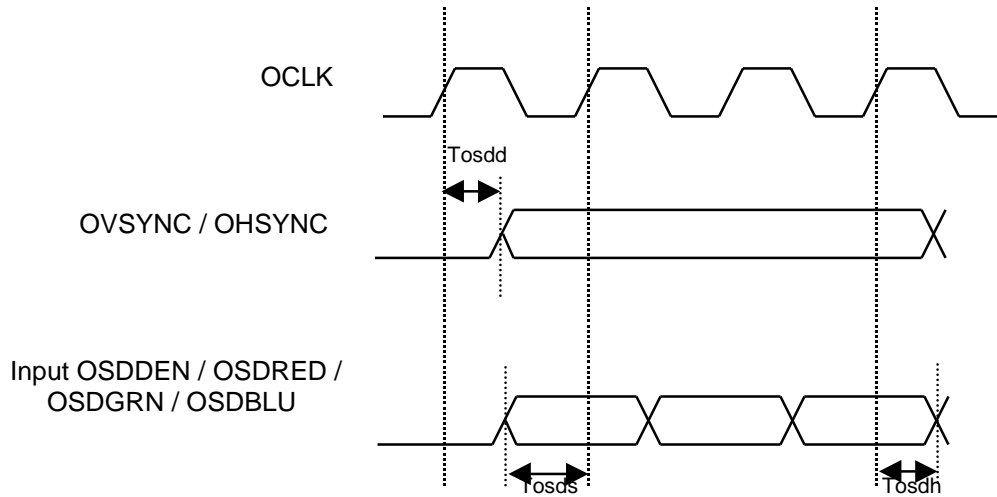 OCLK
Tosdd
OVSYNC / OHSYNC
Input OSDDEN / OSDRED /
OSDGRN / OSDBLU
Tosds
Tosdh